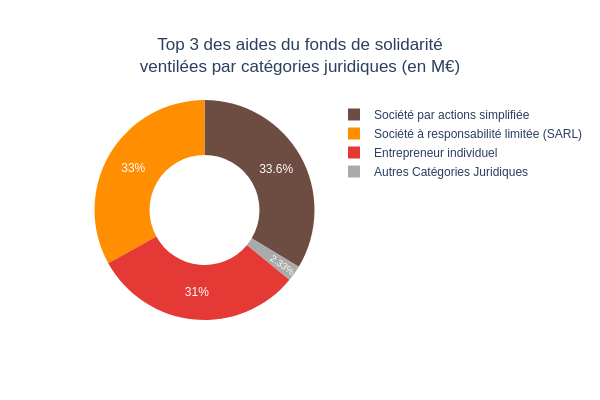 Top 3 des aides du fonds de solidarité
ventilées par catégories juridiques (en M€)
Société par actions simplifiée
Société à responsabilité limitée (SARL)
Entrepreneur individuel
Autres Catégories Juridiques
33%
33.6%
2.33%
31%